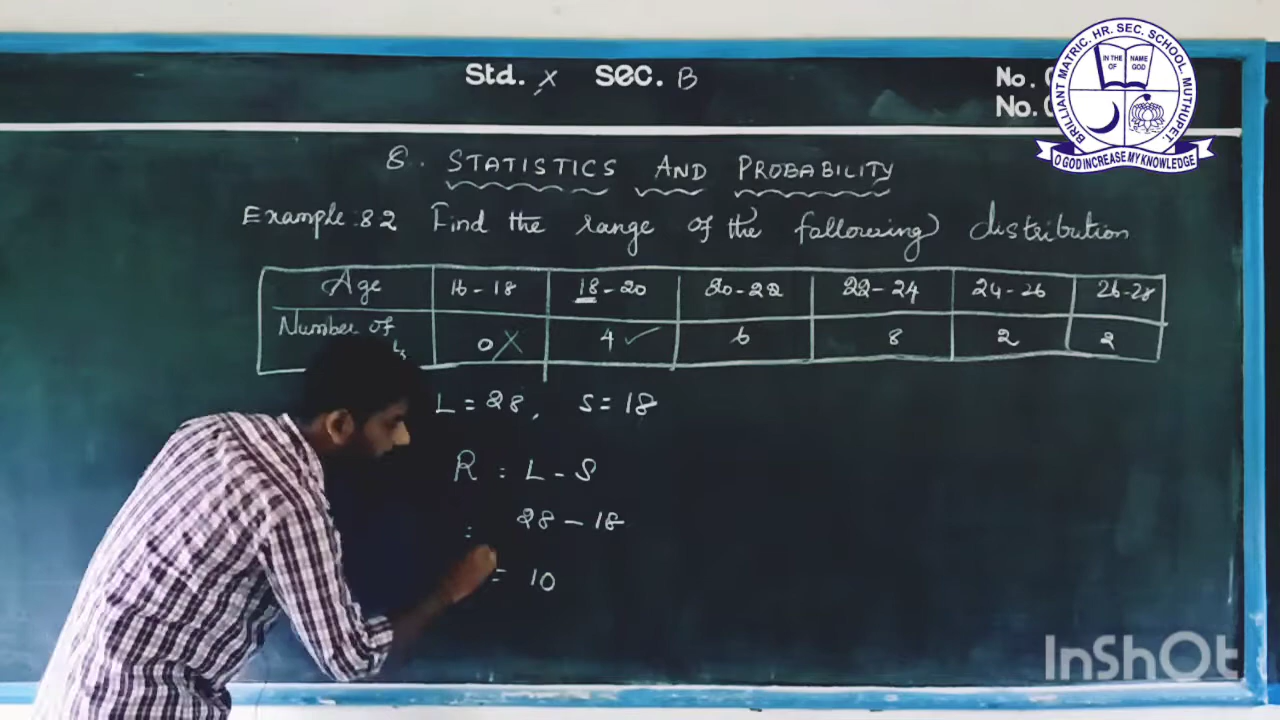 Std. X Sec. B
No.
No.
BRILLIANT MATRIC. HR. SEC. SCHOOL. MUTHUPET.
IN THE NAME
OF GOD
O GOD INCREASE MY KNOWLEDGE
8. STATISTICS AND PROBABILITY
Example: 8.2 Find the range of the following distribution
Age 16-18 18-20 20-22 22-24 24-26 26-28
Number of 0 X 4 ✓ 6 8 2 2
L = 28, S = 18
R = L - S
= 28 - 18
= 10
InShOt